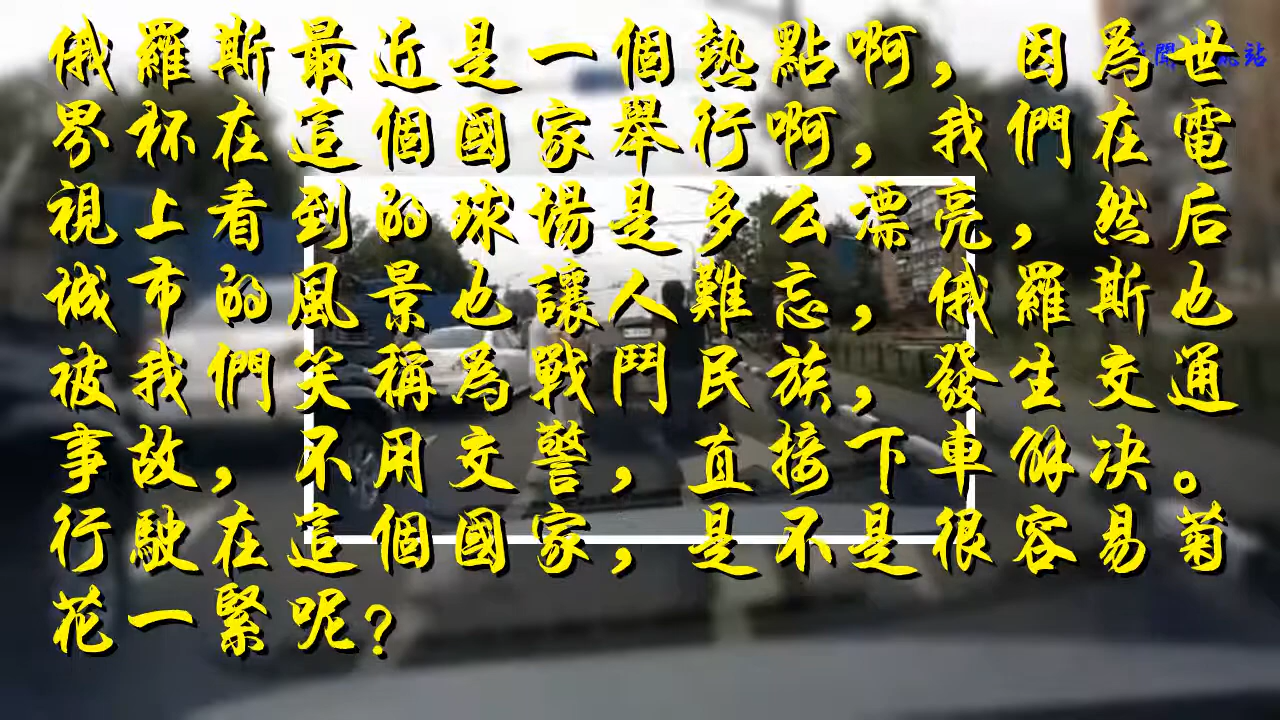 俄羅斯最近是一個熱點啊，因為世
界杯在這個國家舉行啊，我們在電
視上看到的球場是多么漂亮，然后
城市的風景也讓人難忘，俄羅斯也
被我們笑稱為戰鬥民族，發生交通
事故，不用交警，直接下車解决。
行駛在這個國家，是不是很容易菊
花一緊呢？